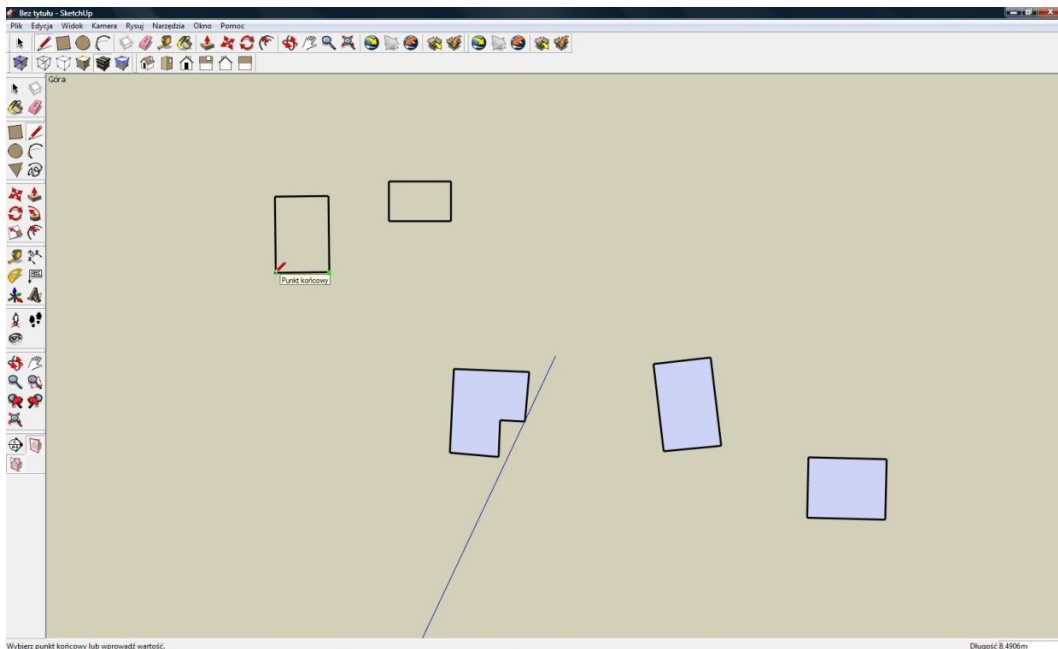 Bez tytułu - SketchUp
Plik Edycja Widok Kamera Rysuj Narzędzia Okno Pomoc
Góra
Punkt końcowy
Wybierz punkt końcowy lub wprowadź wartość.
Długość 8.4906m